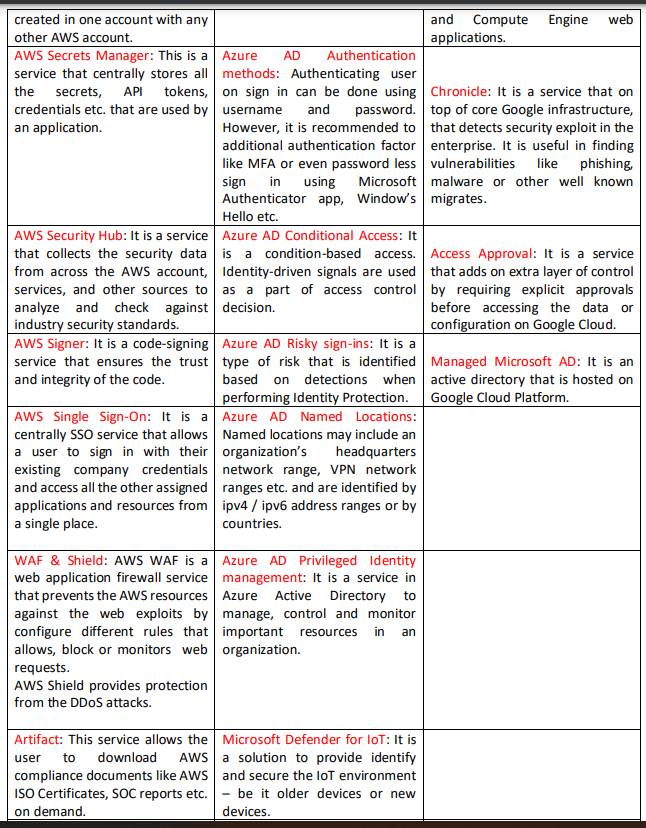 created in one account with any
other AWS account.
and Compute Engine web
applications.
AWS Secrets Manager: This is a
service that centrally stores all
the secrets, API tokens,
credentials etc. that are used by
an application.
Azure AD Authentication
methods: Authenticating user
on sign in can be done using
username and password.
However, it is recommended to
additional authentication factor
like MFA or even password less
sign in using Microsoft
Authenticator app, Window's
Hello etc.
Chronicle: It is a service that on
top of core Google infrastructure,
that detects security exploit in the
enterprise. It is useful in finding
vulnerabilities like phishing,
malware or other well known
migrates.
AWS Security Hub: It is a service
that collects the security data
from across the AWS account,
services, and other sources to
analyze and check against
industry security standards.
Azure AD Conditional Access: It
is a condition-based access.
Identity-driven signals are used
as a part of access control
decision.
Access Approval: It is a service
that adds on extra layer of control
by requiring explicit approvals
before accessing the data or
configuration on Google Cloud.
AWS Signer: It is a code-signing
service that ensures the trust
and integrity of the code.
Azure AD Risky sign-ins: It is a
type of risk that is identified
based on detections when
performing Identity Protection.
Managed Microsoft AD: It is an
active directory that is hosted on
Google Cloud Platform.
AWS Single Sign-On: It is a
centrally SSO service that allows
a user to sign in with their
existing company credentials
and access all the other assigned
applications and resources from
a single place.
Azure AD Named Locations:
Named locations may include an
organization's headquarters
network range, VPN network
ranges etc. and are identified by
ipv4 / ipv6 address ranges or by
countries.
WAF & Shield: AWS WAF is a
web application firewall service
that prevents the AWS resources
against the web exploits by
configure different rules that
allows, block or monitors web
requests.
AWS Shield provides protection
from the DDoS attacks.
Azure AD Privileged Identity
management: It is a service in
Azure Active Directory to
manage, control and monitor
important resources in an
organization.
Artifact: This service allows the
user to download AWS
compliance documents like AWS
ISO Certificates, SOC reports etc.
on demand.
Microsoft Defender for IoT: It is
a solution to provide identify
and secure the IoT environment
– be it older devices or new
devices.